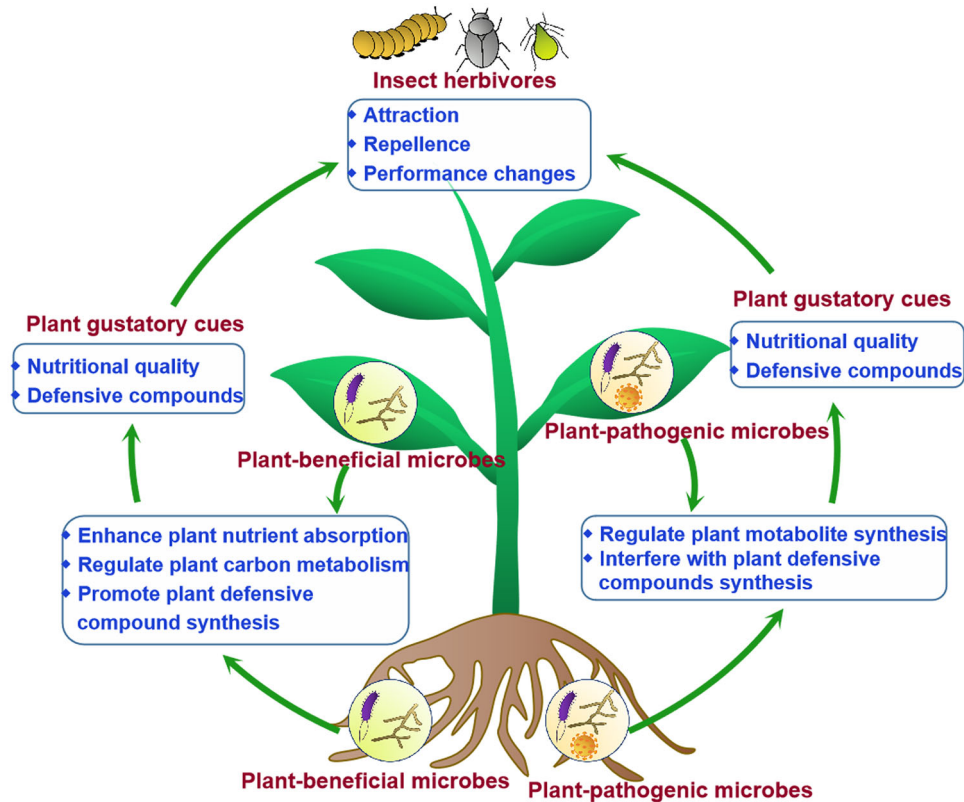 Insect herbivores
Attraction
Repellence
Performance changes
Plant gustatory cues
Nutritional quality
Defensive compounds
Plant gustatory cues
Nutritional quality
Defensive compounds
Plant-beneficial microbes
Plant-pathogenic microbes
Enhance plant nutrient absorption
Regulate plant carbon metabolism
Promote plant defensive
compound synthesis
Regulate plant motabolite synthesis
Interfere with plant defensive
compounds synthesis
Plant-beneficial microbes
Plant-pathogenic microbes